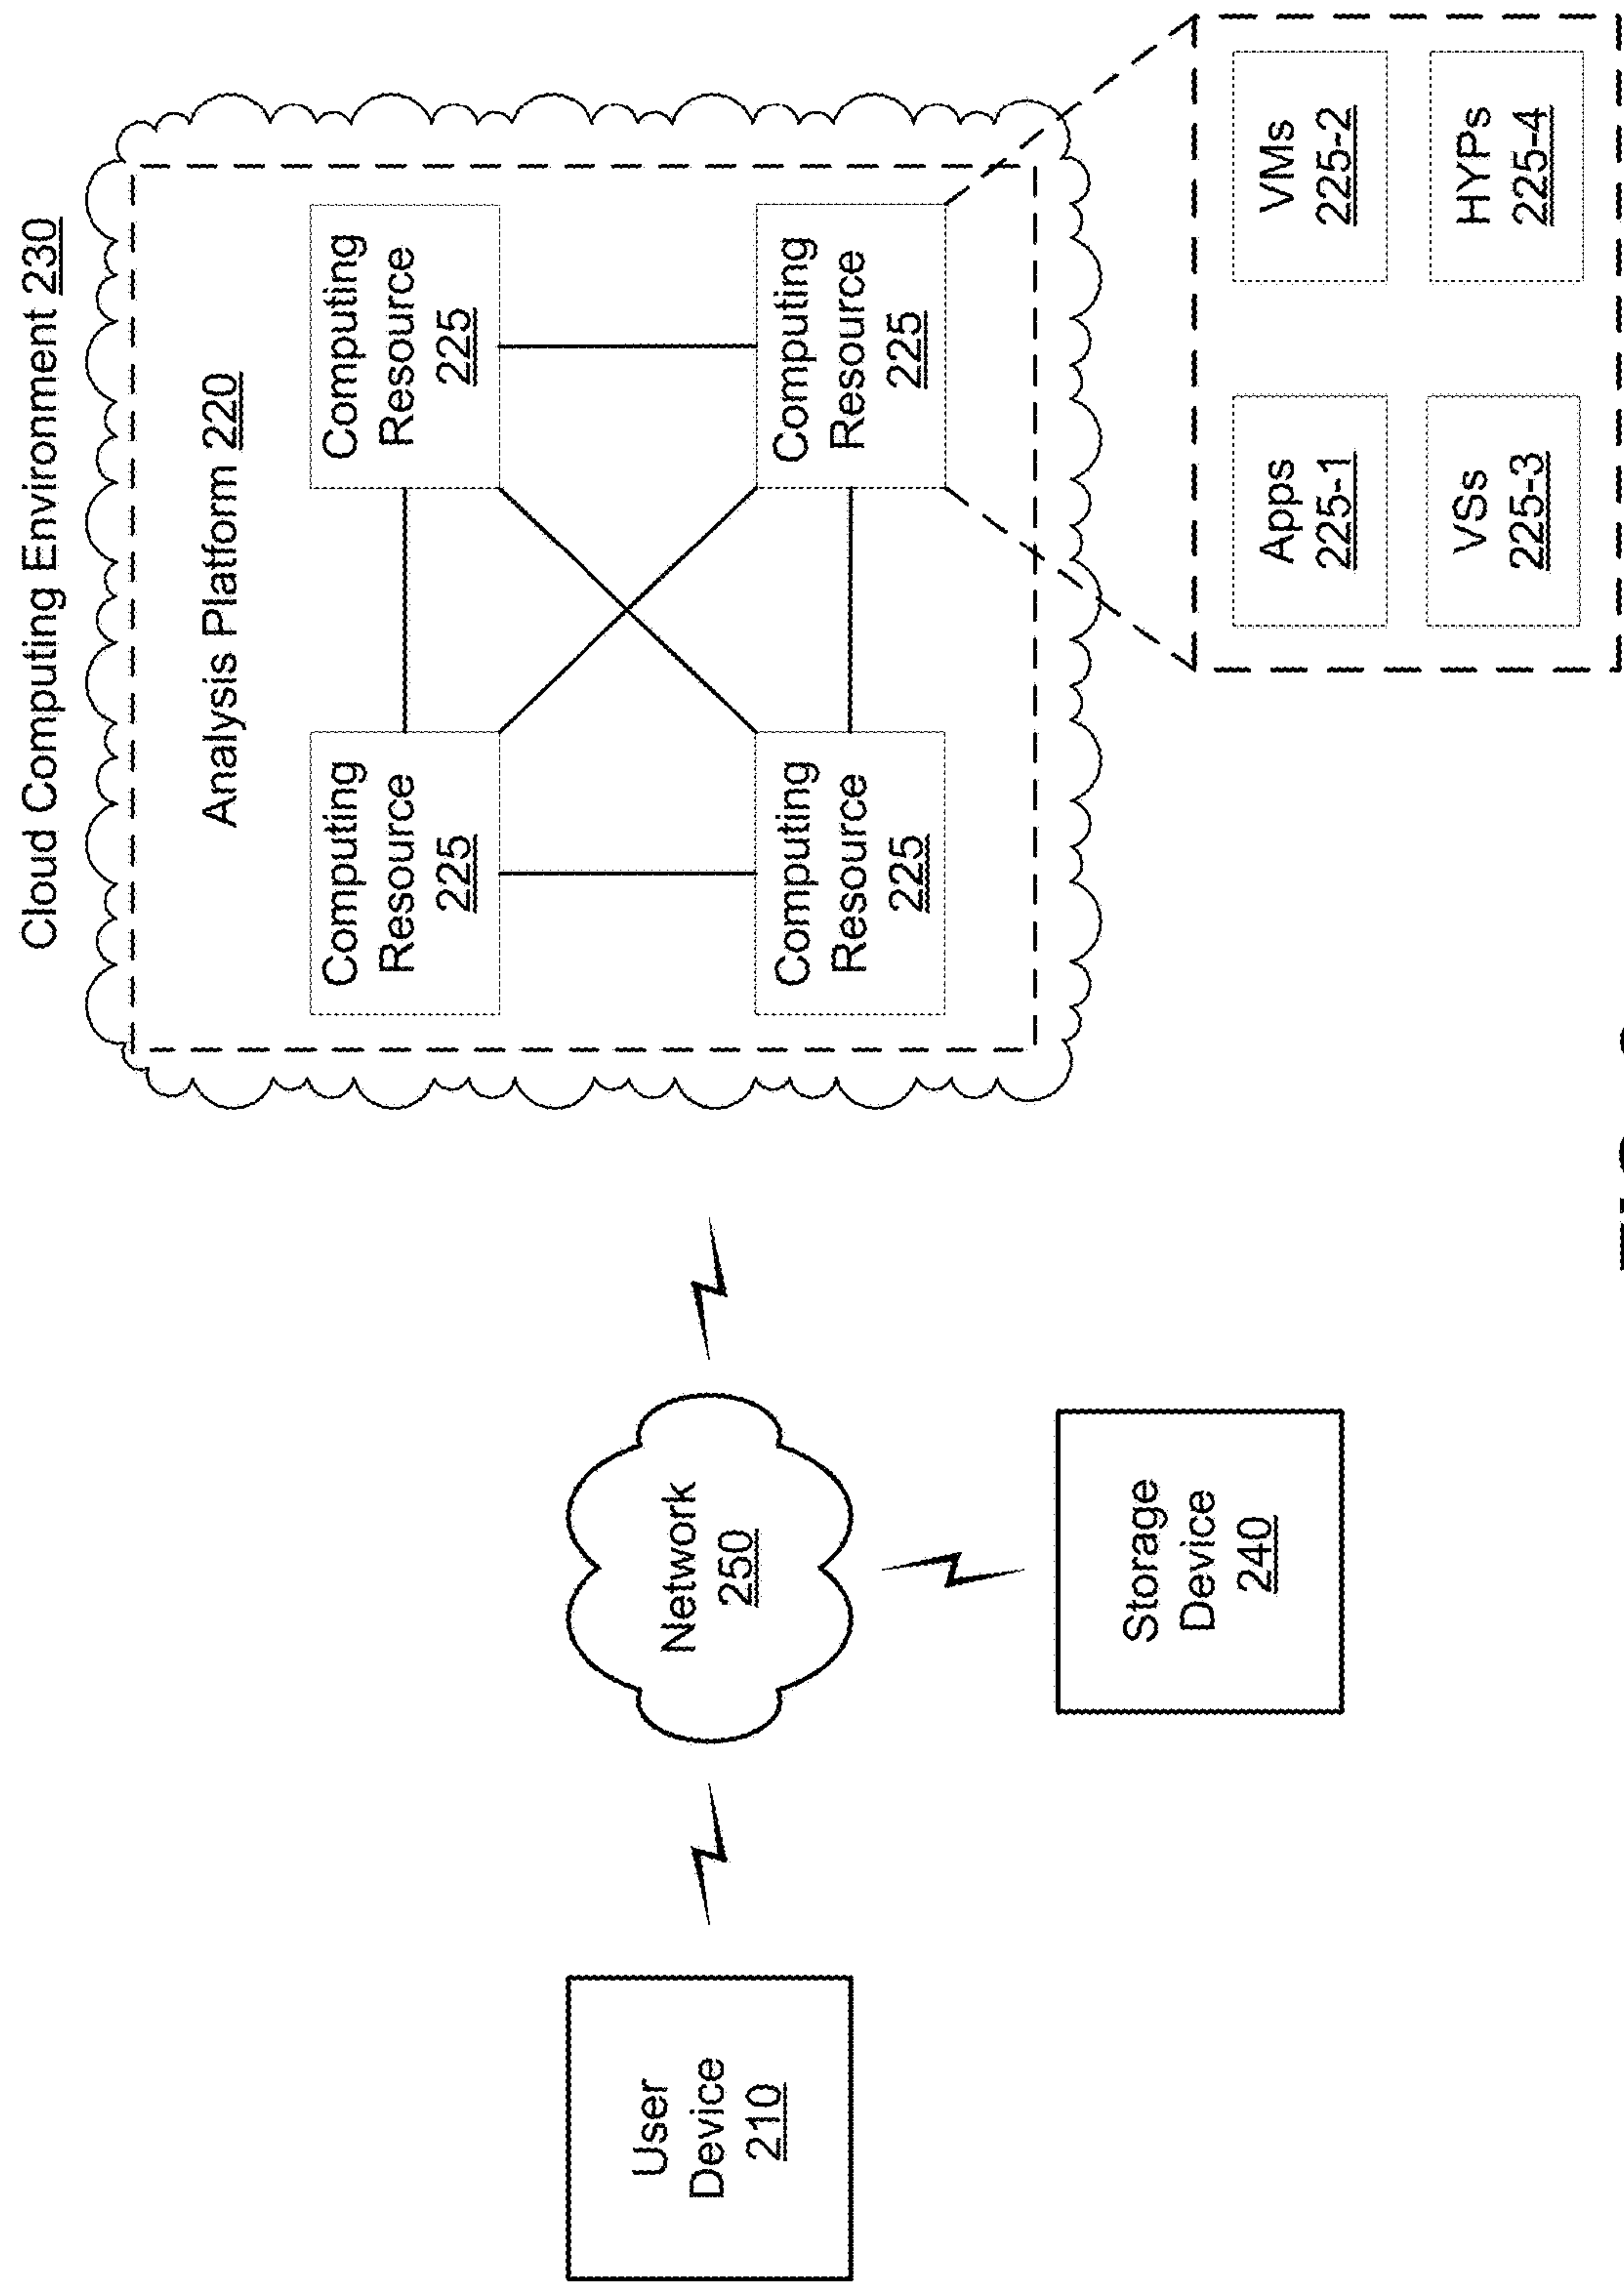 Cloud Computing Environment 230
Analysis Platform 220
Computing
Resource
225
Computing
Resource
225
Computing
Resource
225
Computing
Resource
225
Network
250
User
Device
210
Storage
Device
240
Apps
225-1
VMs
225-2
VSs
225-3
HYPs
225-4